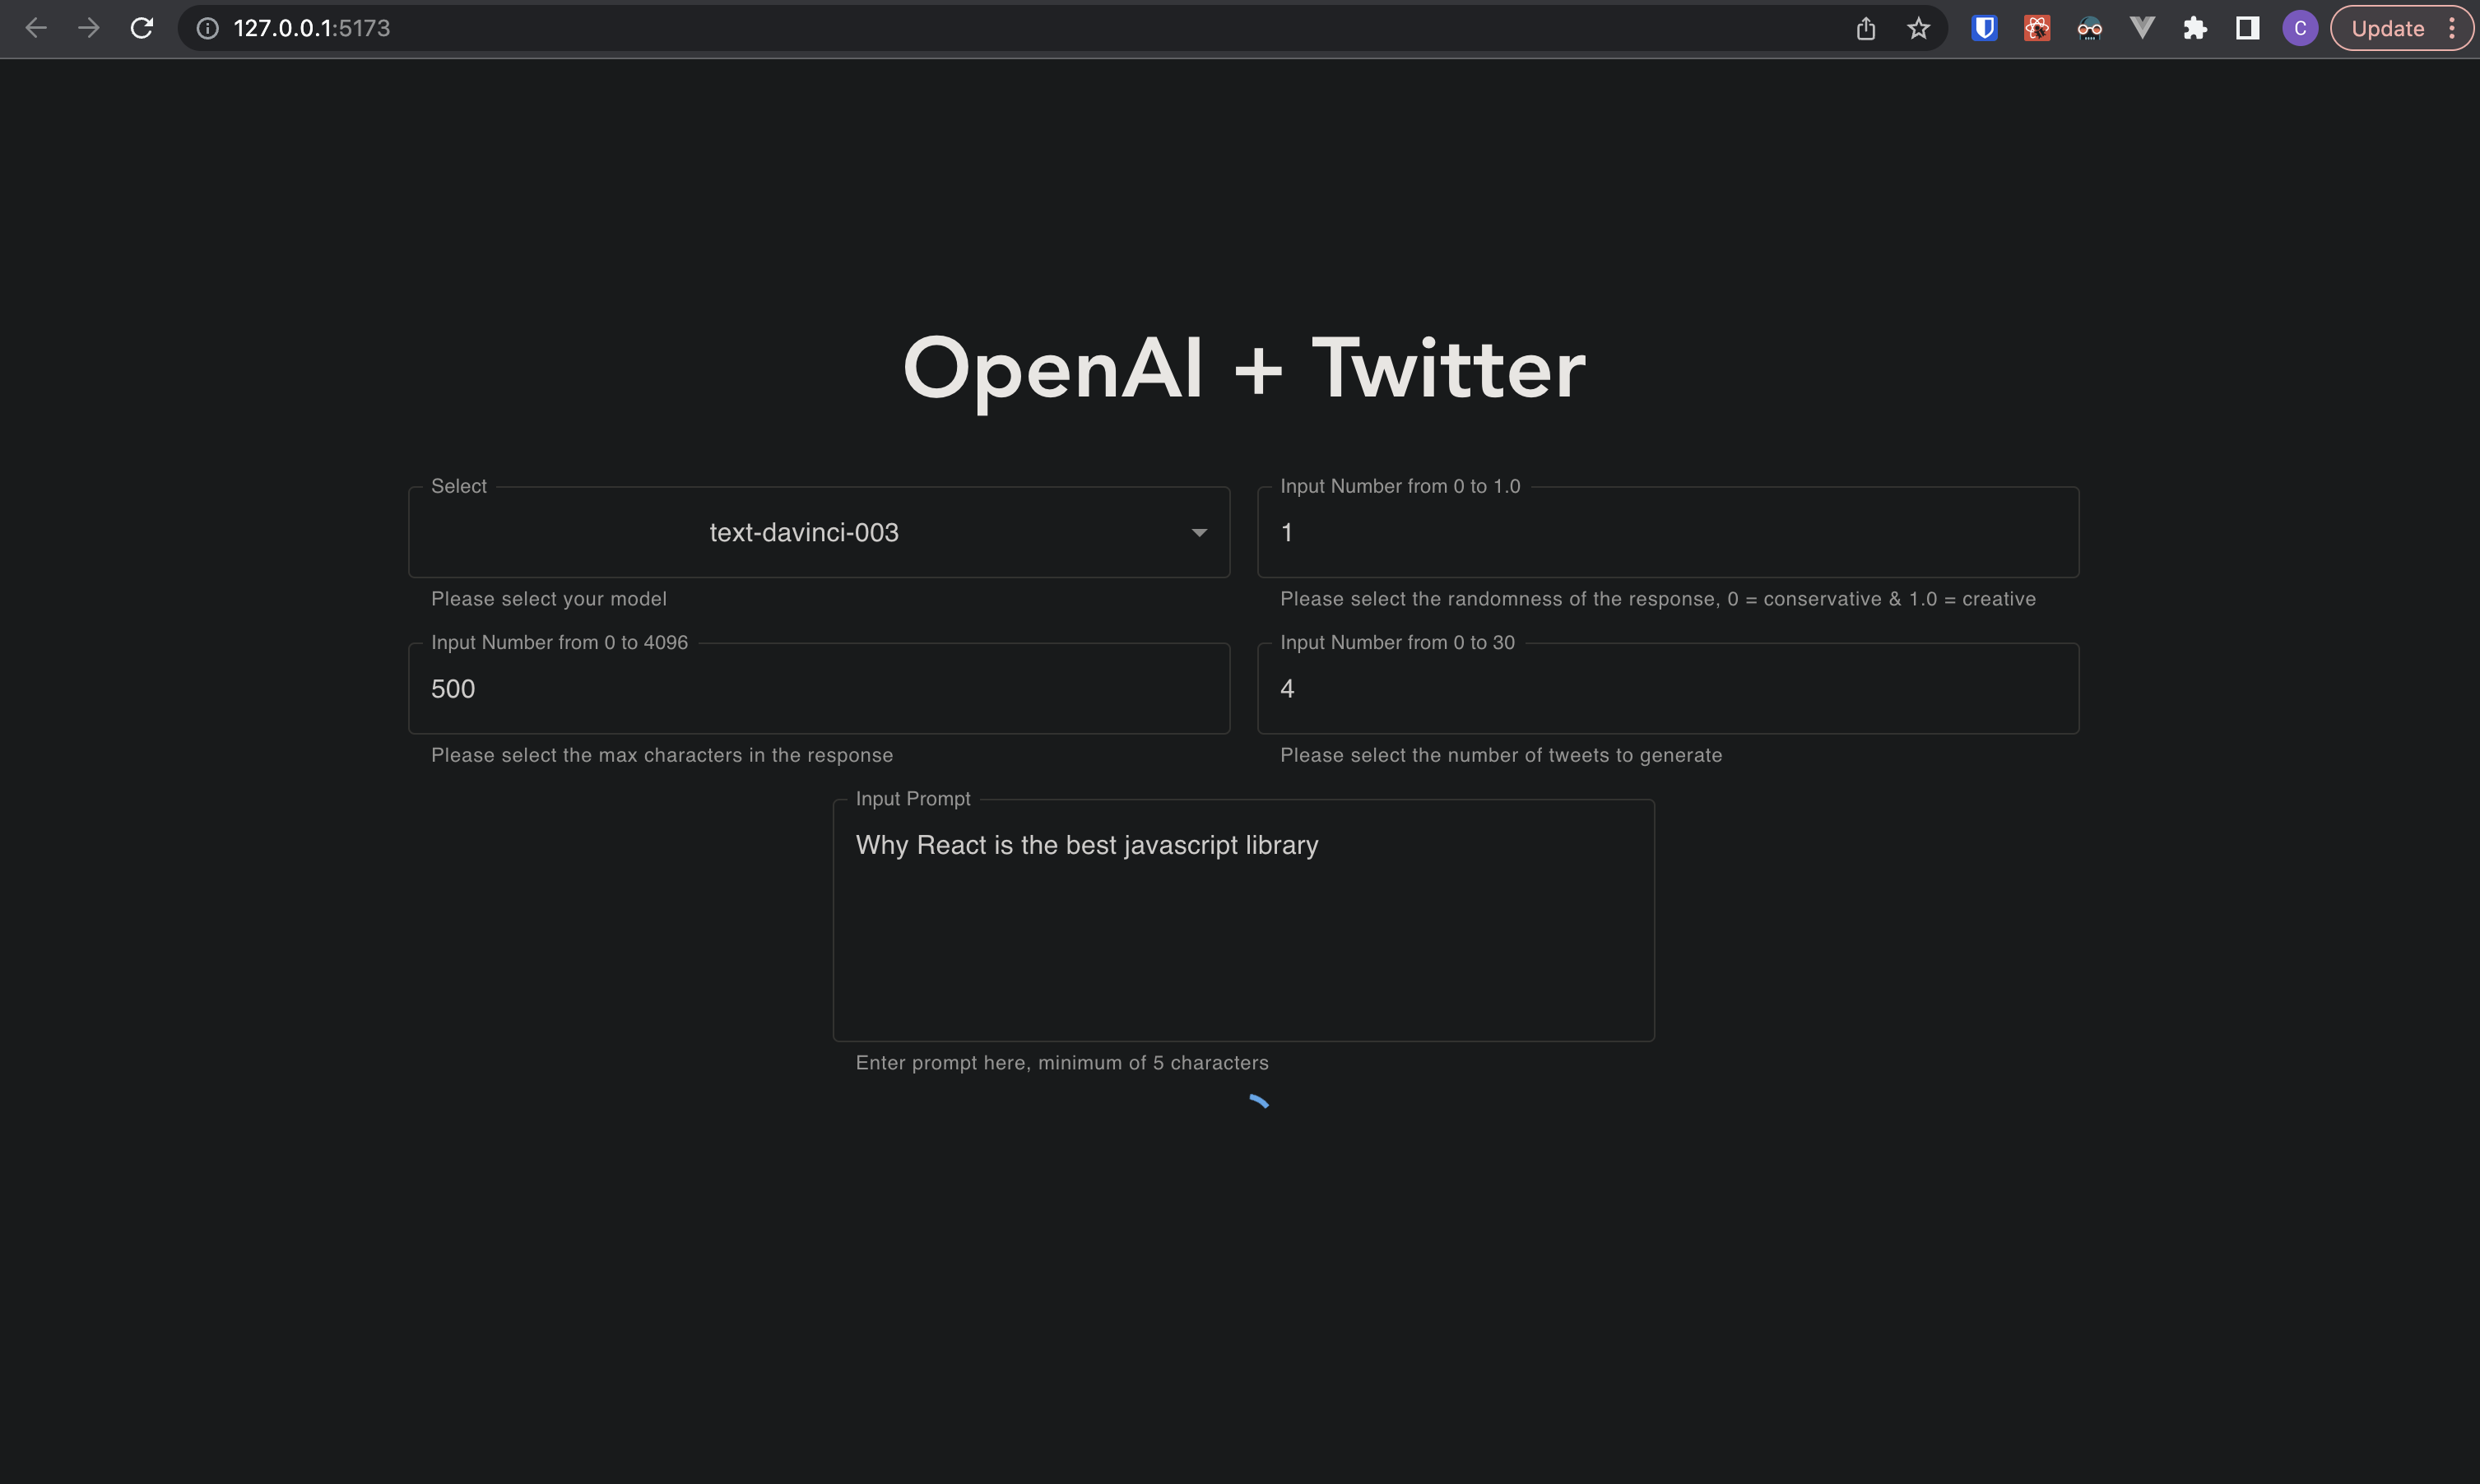 127.0.0.1:5173
C
Update
OpenAI + Twitter
Select
text-davinci-003
Please select your model
Input Number from 0 to 1.0
1
Please select the randomness of the response, 0 = conservative & 1.0 = creative
Input Number from 0 to 4096
500
Please select the max characters in the response
Input Number from 0 to 30
4
Please select the number of tweets to generate
Input Prompt
Why React is the best javascript library
Enter prompt here, minimum of 5 characters